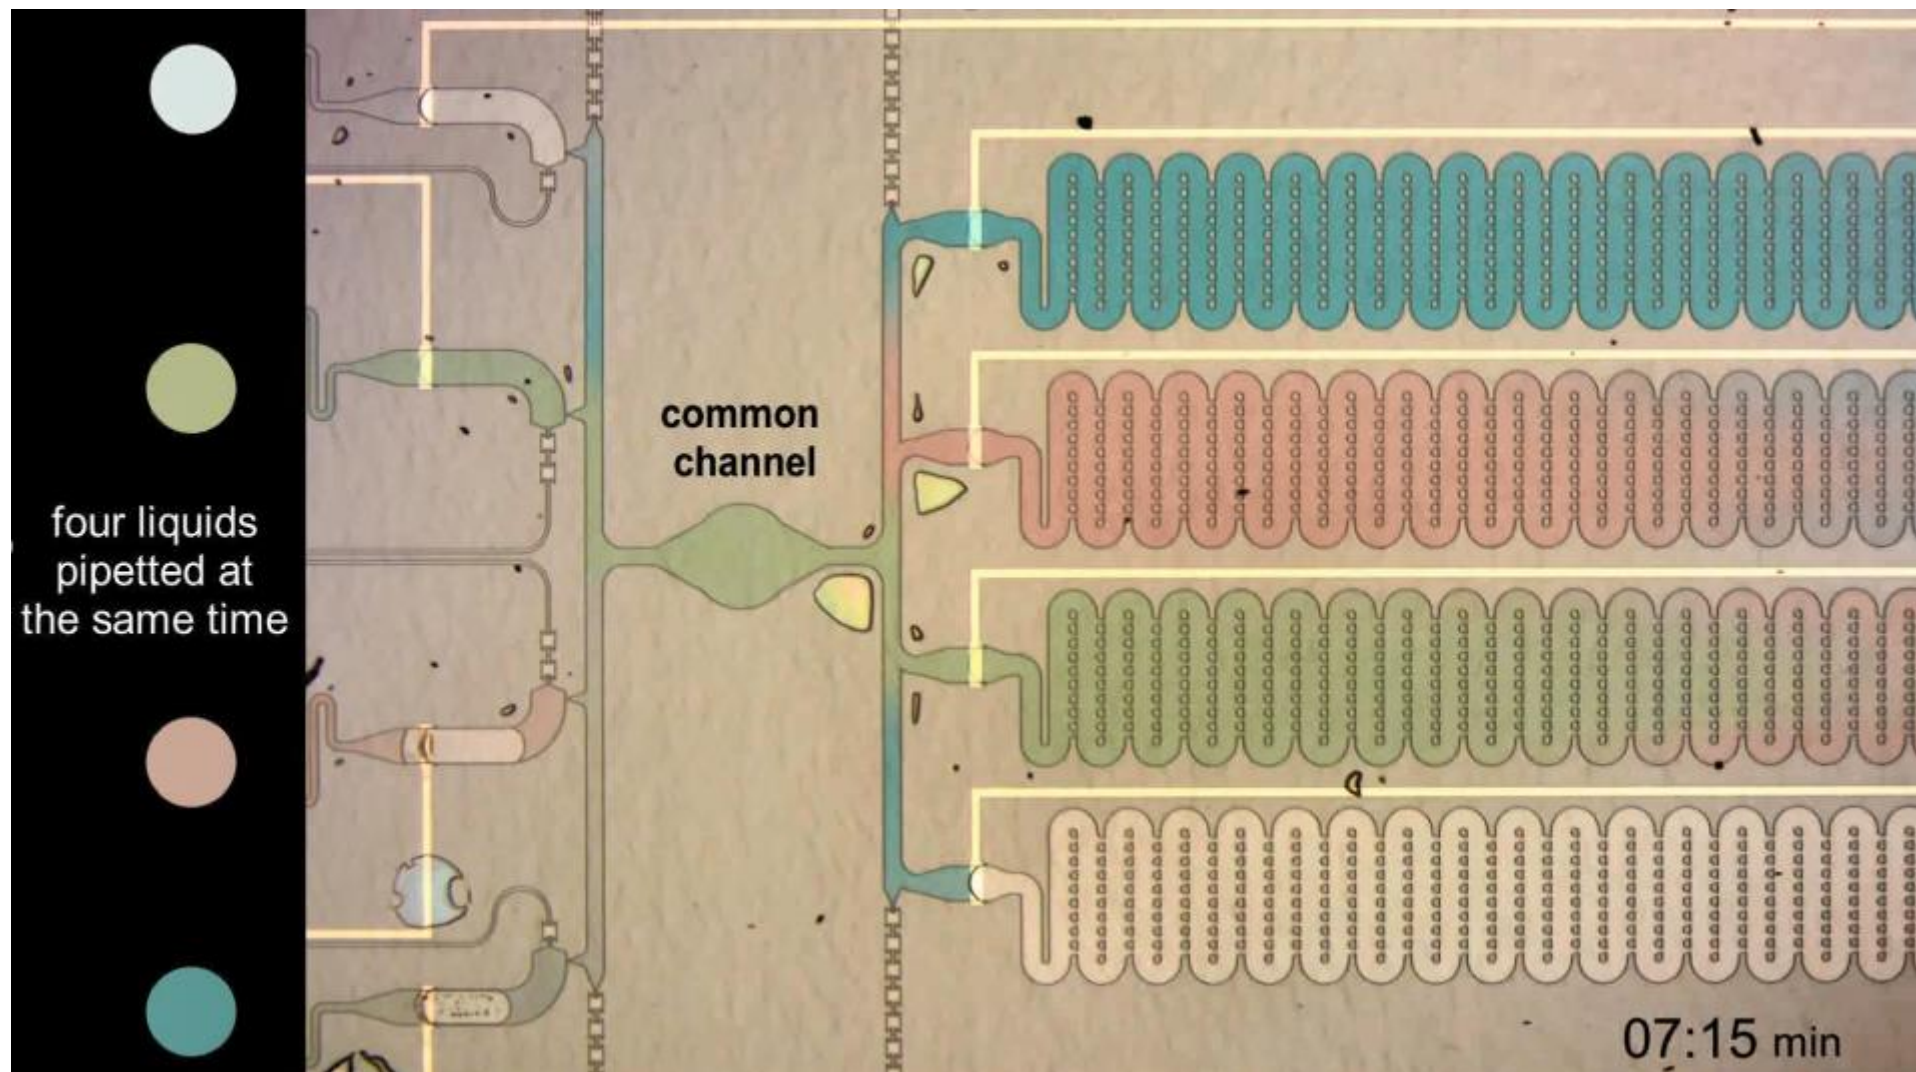 common
channel
four liquids
pipetted at
the same time
07:15 min